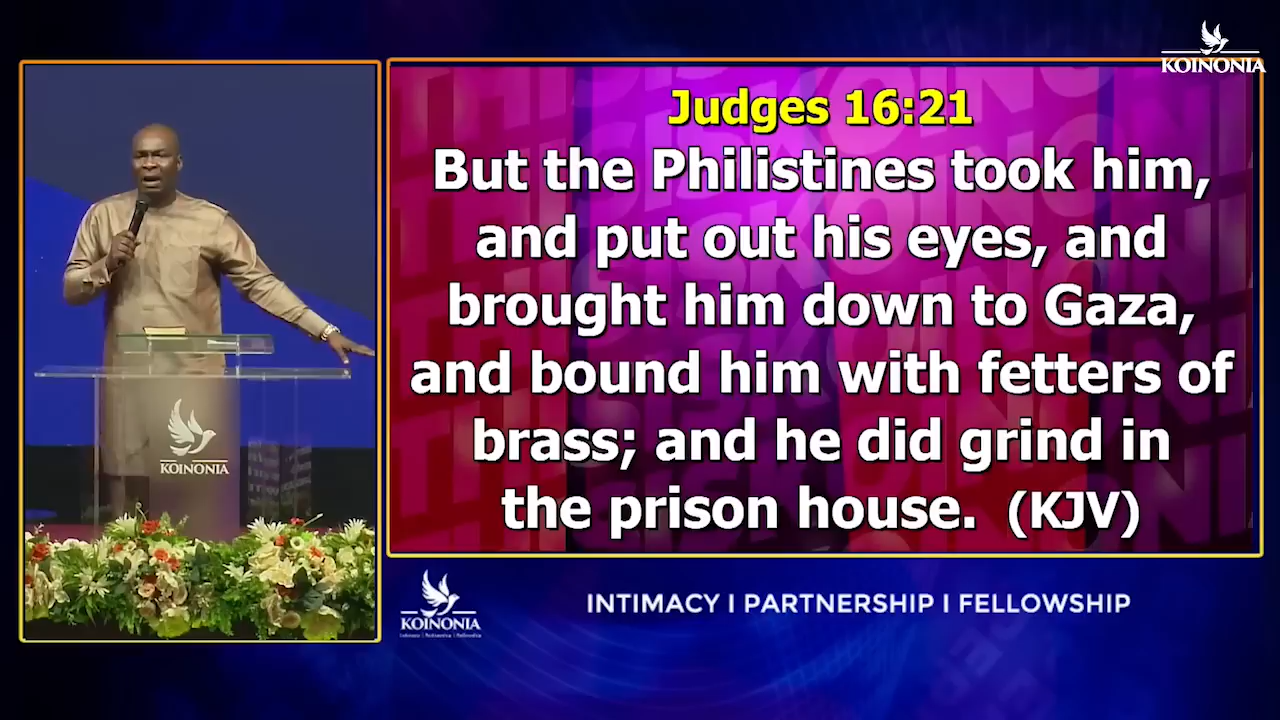 KOINONIA
Judges 16:21
But the Philistines took him,
and put out his eyes, and
brought him down to Gaza,
and bound him with fetters of
brass; and he did grind in
the prison house. (KJV)
KOINONIA
KOINONIA
INTIMACY I PARTNERSHIP I FELLOWSHIP